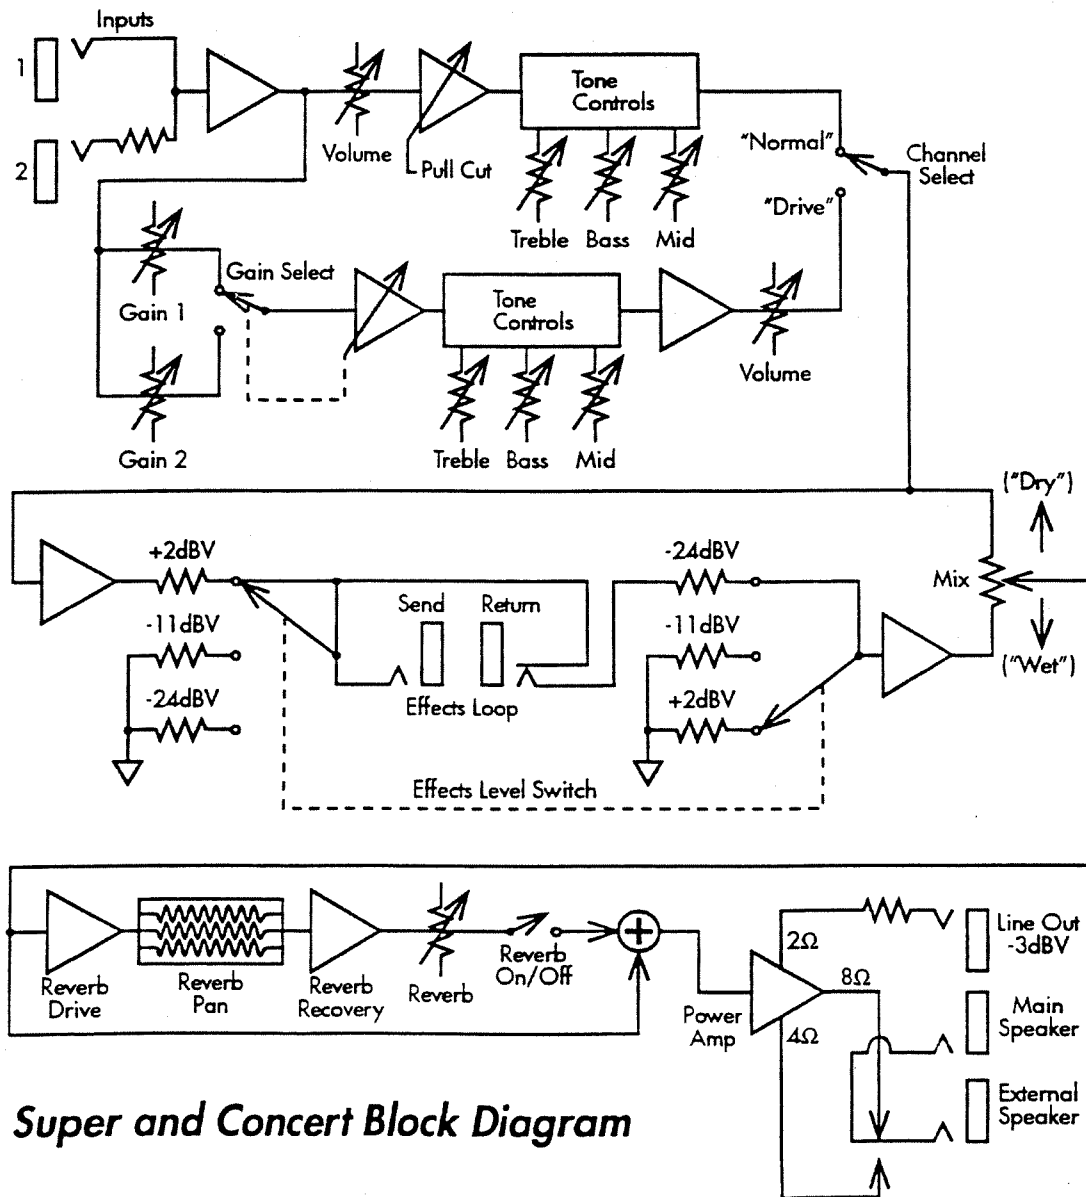 Inputs
1
2
Volume
Pull Cut
Tone
Controls
Treble Bass Mid
"Normal"
"Drive"
Channel
Select
Gain 1
Gain Select
Gain 2
Tone
Controls
Treble Bass Mid
Volume
+2dBV
-11dBV
-24dBV
Send Return
Effects Loop
-24dBV
-11dBV
+2dBV
Effects Level Switch
("Dry")
Mix
("Wet")
Reverb
Drive
Reverb
Pan
Reverb
Recovery
Reverb
Reverb
On/Off
Power
Amp
2Ω
8Ω
4Ω
Line Out
-3dBV
Main
Speaker
External
Speaker
Super and Concert Block Diagram